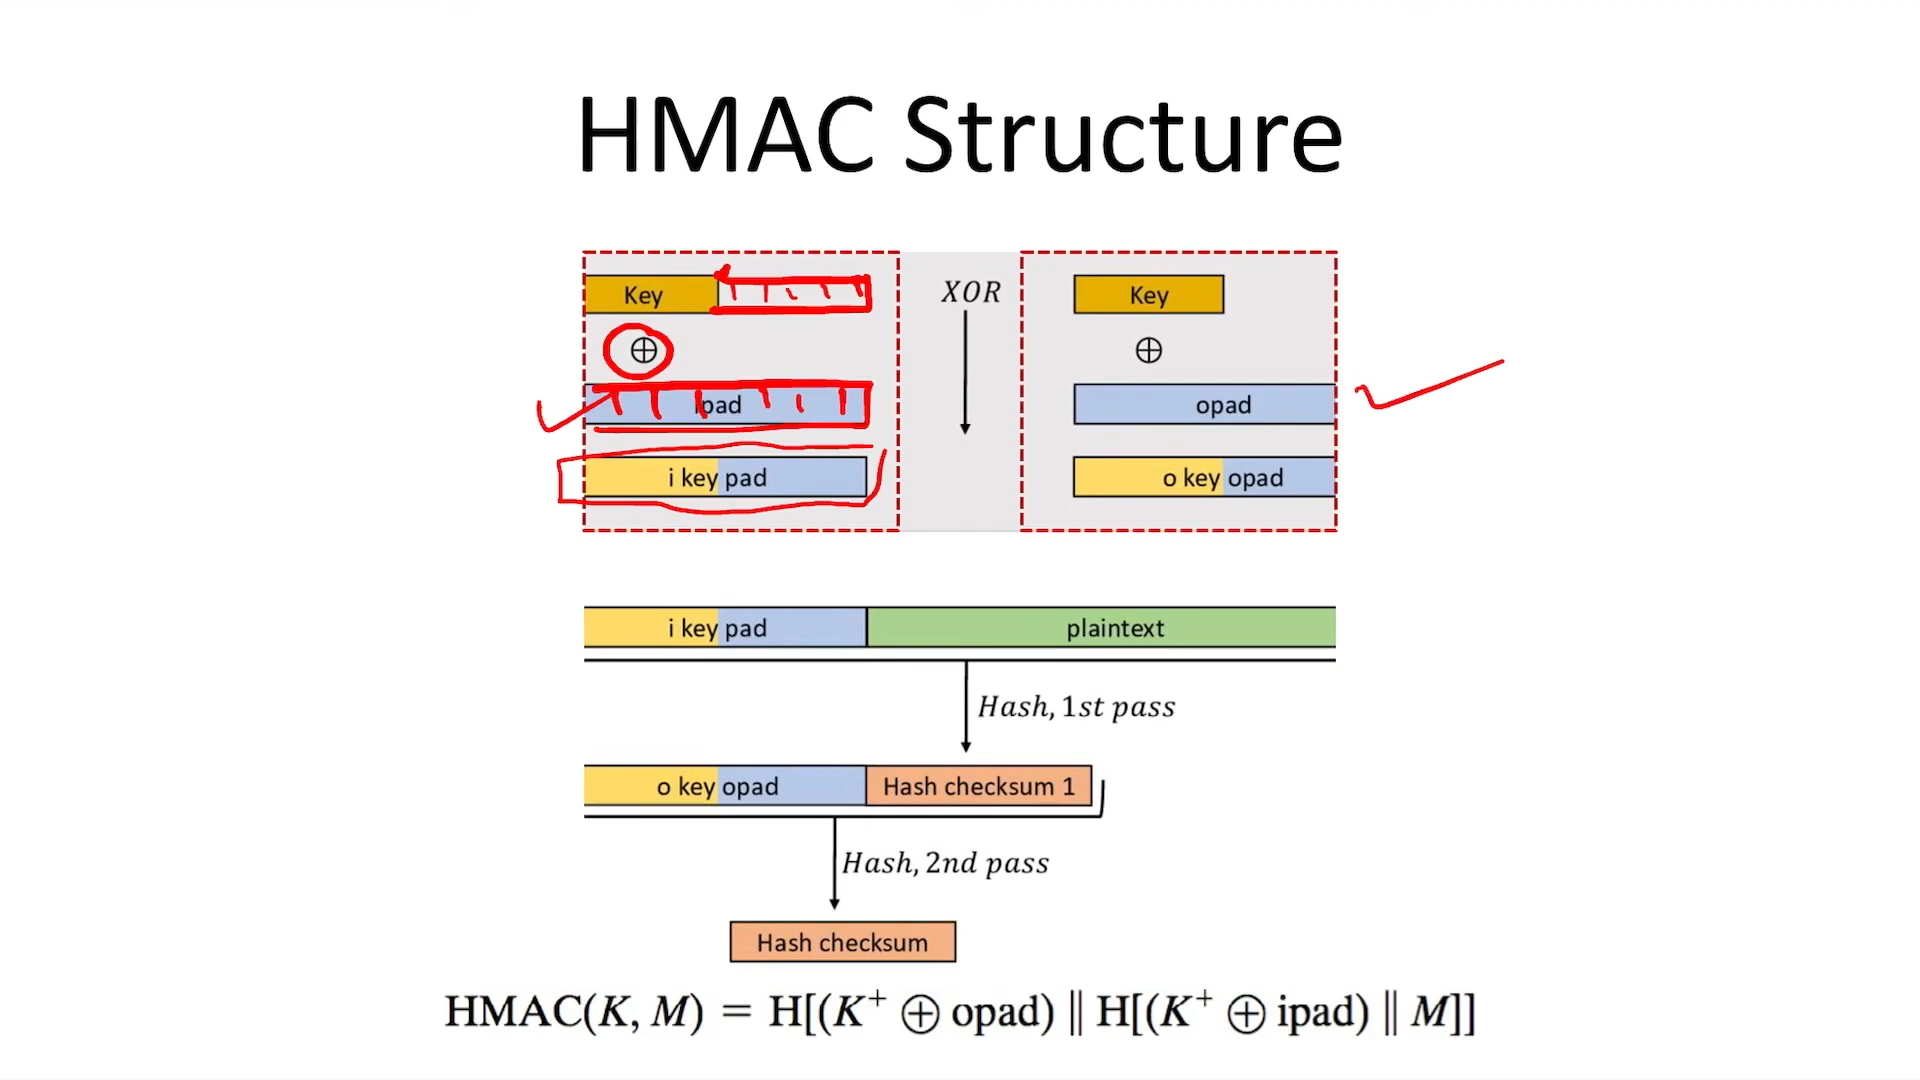 HMAC Structure
Key XOR Key
⊕ ⊕
ipad opad
i key pad o key opad
i key pad plaintext
Hash, 1st pass
o key opad Hash checksum 1
Hash, 2nd pass
Hash checksum
HMAC(K, M) = H[(K⁺ ⊕ opad) ‖ H[(K⁺ ⊕ ipad) ‖ M]]